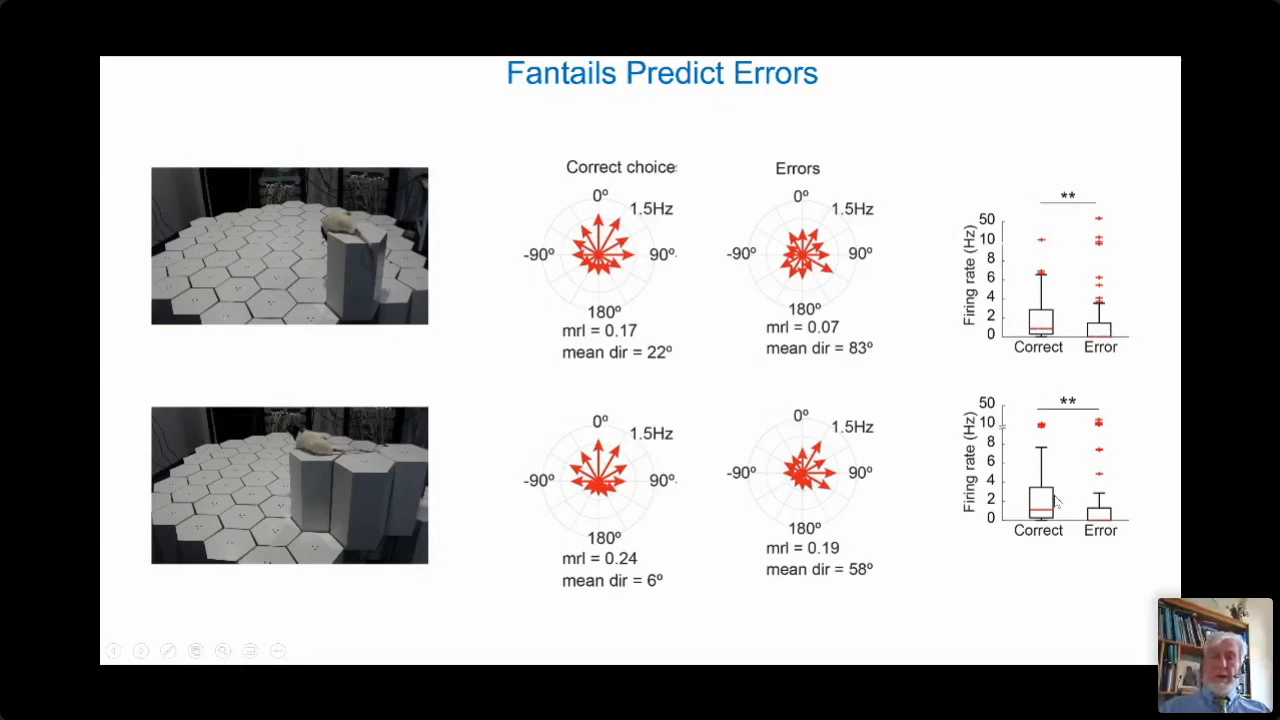 Fantails Predict Errors
Correct choice
0º
1.5Hz
-90º
90º
180º
mrl = 0.17
mean dir = 22º
Errors
0º
1.5Hz
-90º
90º
180º
mrl = 0.07
mean dir = 83º
**
Firing rate (Hz)
50
10
8
6
4
2
0
Correct
Error
0º
1.5Hz
-90º
90º
180º
mrl = 0.24
mean dir = 6º
0º
1.5Hz
-90º
90º
180º
mrl = 0.19
mean dir = 58º
**
Firing rate (Hz)
50
10
8
6
4
2
0
Correct
Error